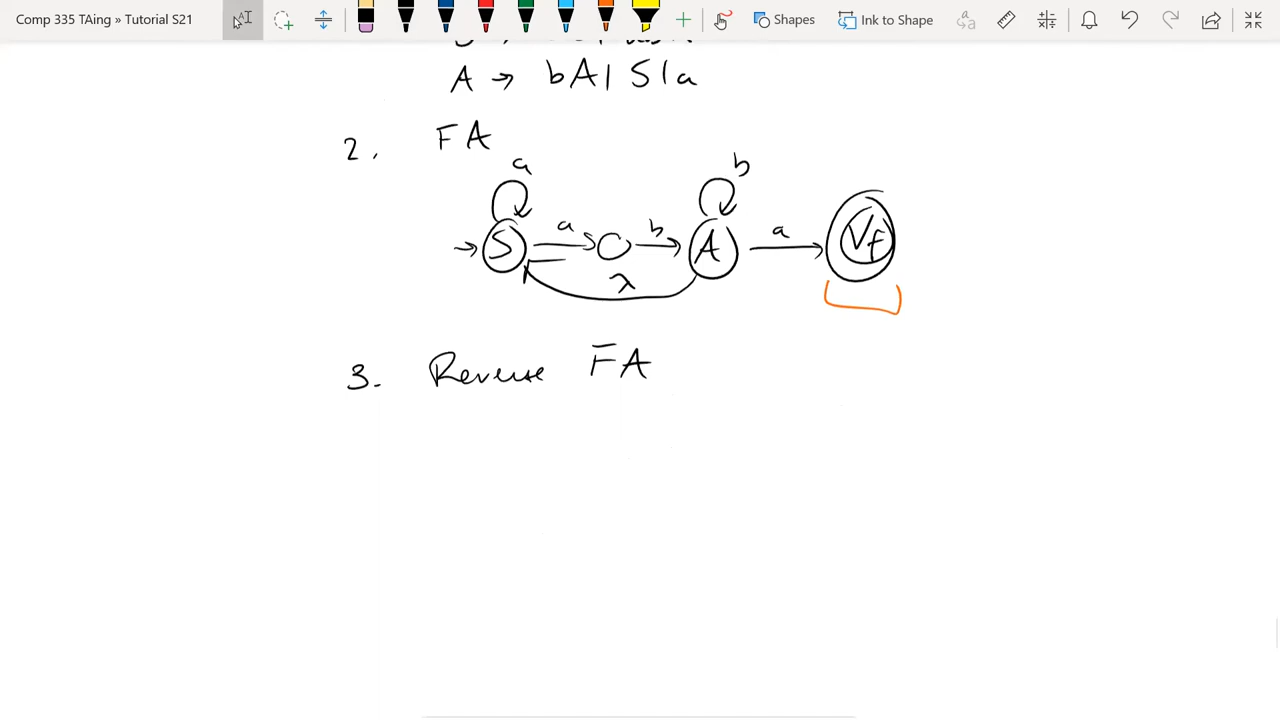 Comp 335 TAing » Tutorial S21
Shapes
Ink to Shape
A → bA | S | a
2. FA
a b
→ S a b A a Vf
λ
3. Reverse FA